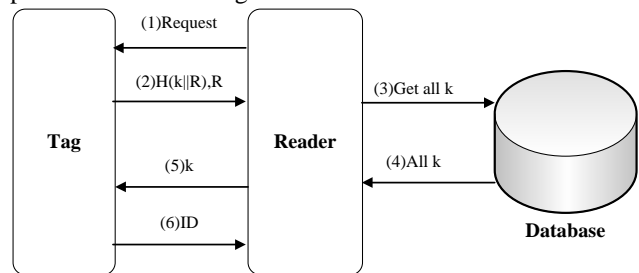 (1)Request
(2)H(k||R),R
(3)Get all k
Tag
Reader
(4)All k
(5)k
Database
(6)ID